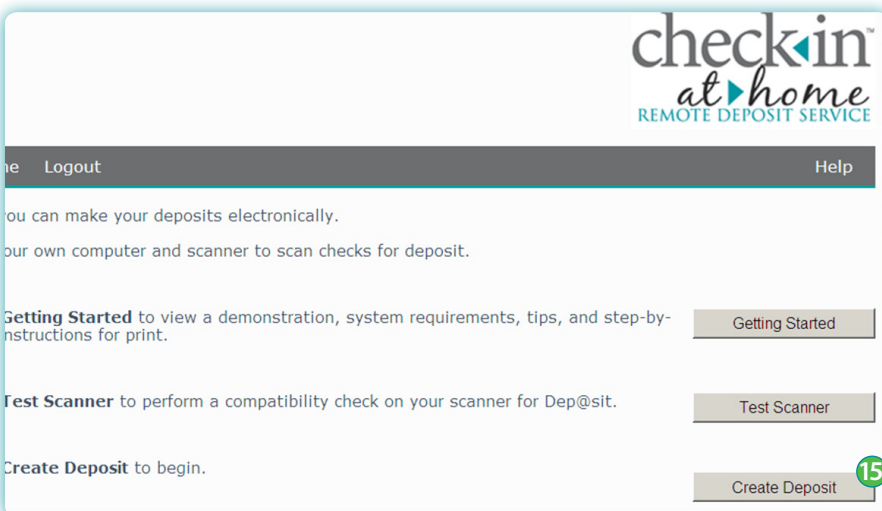 check in™
at home
REMOTE DEPOSIT SERVICE
Logout
Help
you can make your deposits electronically.
our own computer and scanner to scan checks for deposit.
Getting Started to view a demonstration, system requirements, tips, and step-by-
nstructions for print.
Getting Started
Test Scanner to perform a compatibility check on your scanner for Dep@sit.
Test Scanner
Create Deposit to begin.
15
Create Deposit